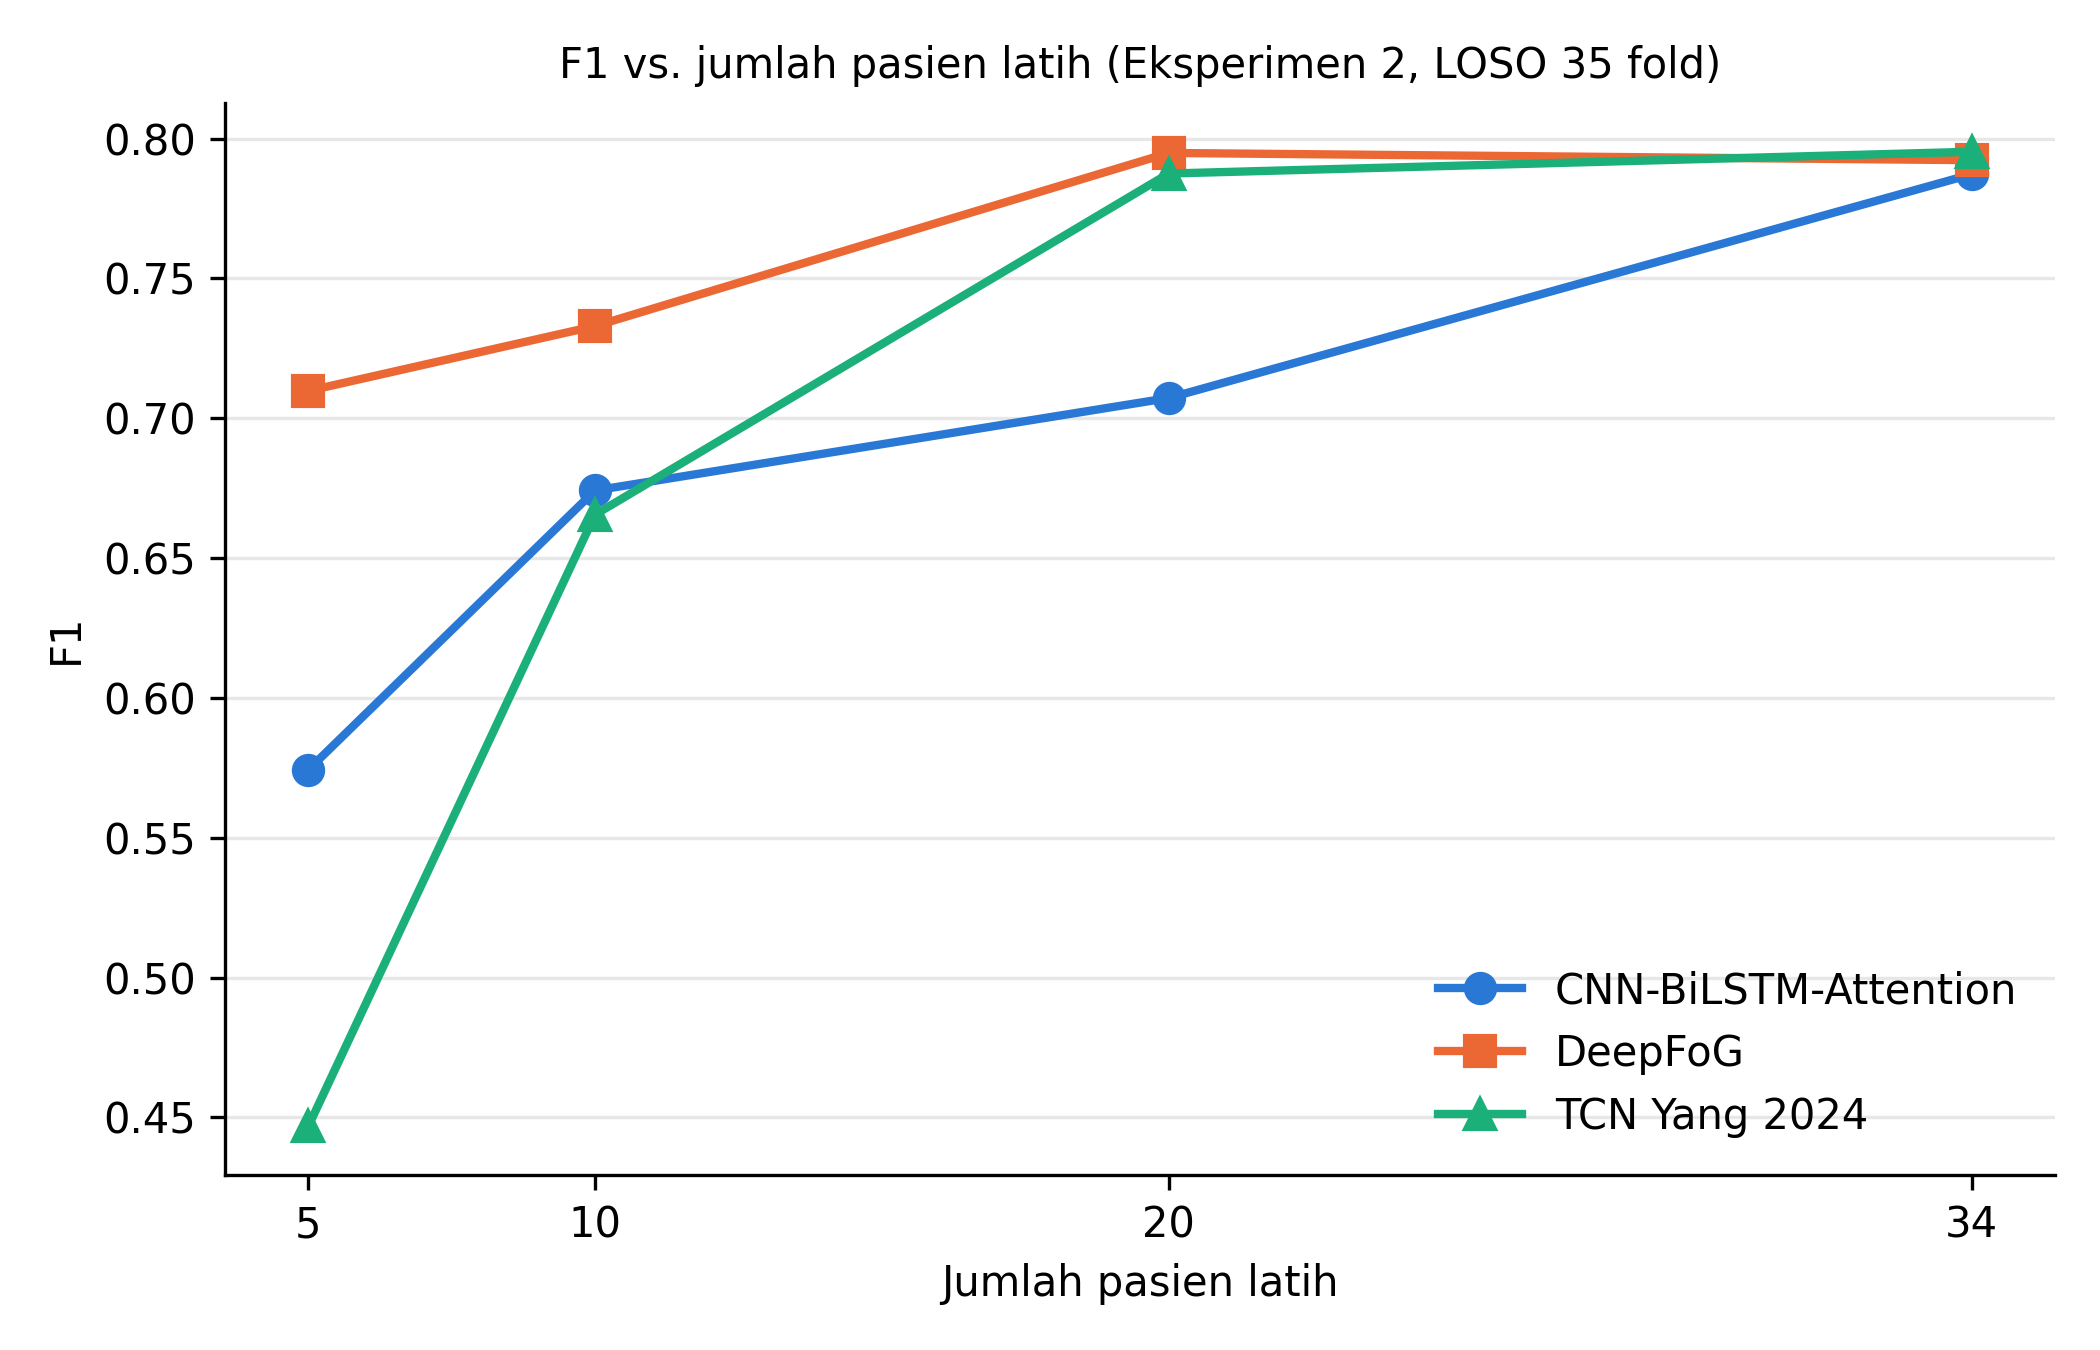 F1 vs. jumlah pasien latih (Eksperimen 2, LOSO 35 fold)
0.80
0.75
0.70
0.65
0.60
0.55
0.50
0.45
F1
CNN-BiLSTM-Attention
DeepFoG
TCN Yang 2024
5 10 20 34
Jumlah pasien latih